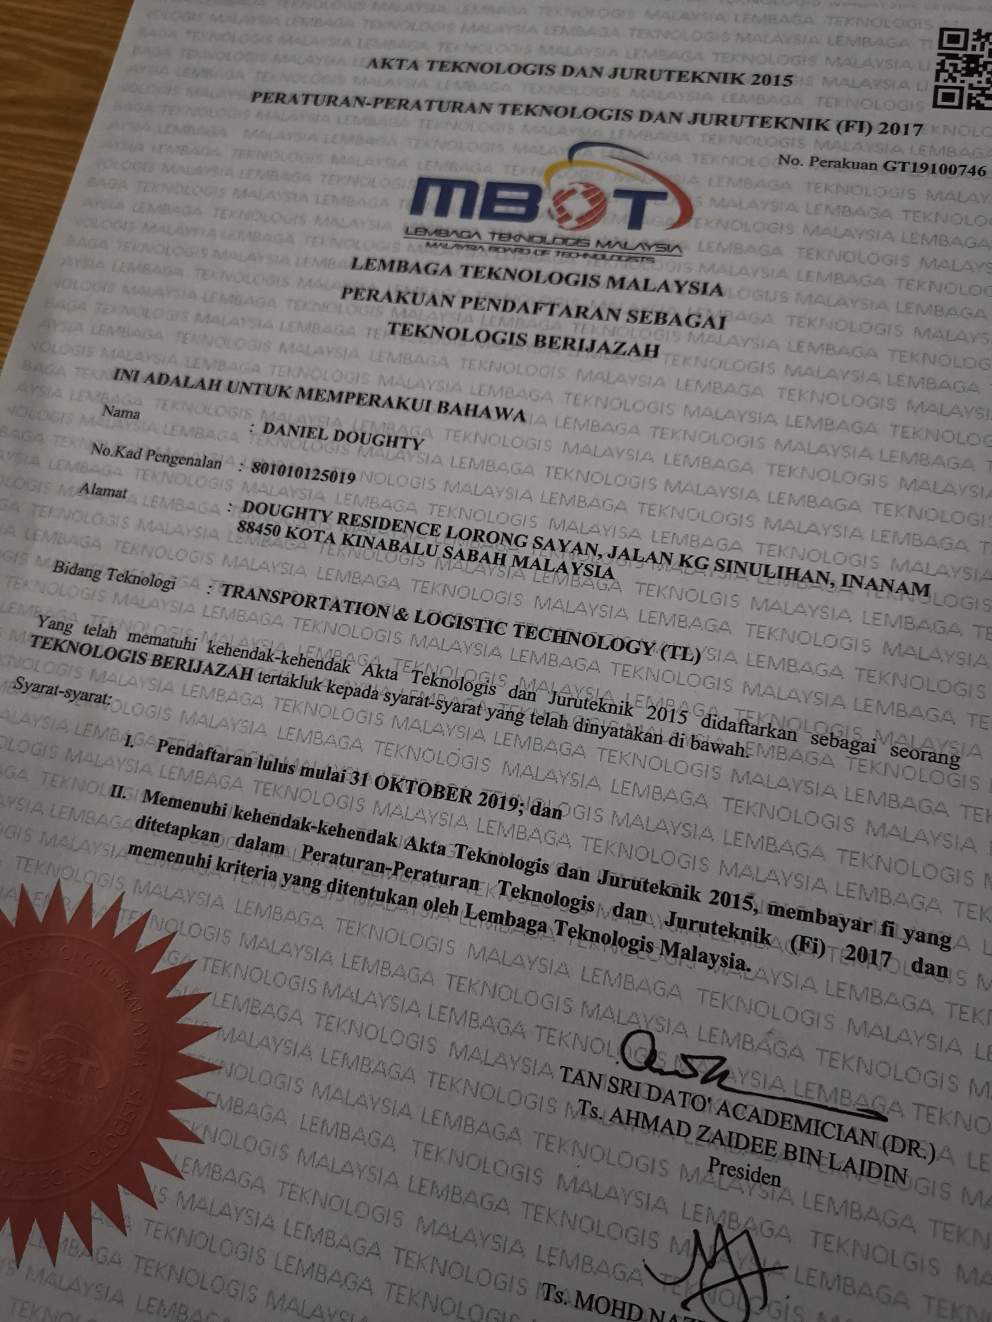 AKTA TEKNOLOGIS DAN JURUTEKNIK 2015
PERATURAN-PERATURAN TEKNOLOGIS DAN JURUTEKNIK (FI) 2017
No. Perakuan GT19100746
MBOT
LEMBAGA TEKNOLOGIS MALAYSIA
MALAYSIA BOARD OF TECHNOLOGISTS
LEMBAGA TEKNOLOGIS MALAYSIA
PERAKUAN PENDAFTARAN SEBAGAI
TEKNOLOGIS BERIJAZAH
INI ADALAH UNTUK MEMPERAKUI BAHAWA
Nama : DANIEL DOUGHTY
No.Kad Pengenalan : 801010125019
Alamat : DOUGHTY RESIDENCE LORONG SAYAN, JALAN KG SINULIHAN, INANAM
88450 KOTA KINABALU SABAH MALAYSIA
Bidang Teknologi : TRANSPORTATION & LOGISTIC TECHNOLOGY (TL)
Yang telah mematuhi kehendak-kehendak Akta Teknologis dan Juruteknik 2015 didaftarkan sebagai seorang
TEKNOLOGIS BERIJAZAH tertakluk kepada syarat-syarat yang telah dinyatakan di bawah.
Syarat-syarat:
I. Pendaftaran lulus mulai 31 OKTOBER 2019; dan
II. Memenuhi kehendak-kehendak Akta Teknologis dan Juruteknik 2015, membayar fi yang
ditetapkan dalam Peraturan-Peraturan Teknologis dan Juruteknik (Fi) 2017 dan
memenuhi kriteria yang ditentukan oleh Lembaga Teknologis Malaysia.
TAN SRI DATO' ACADEMICIAN (DR.)
Ts. AHMAD ZAIDEE BIN LAIDIN
Presiden
Ts. MOHD